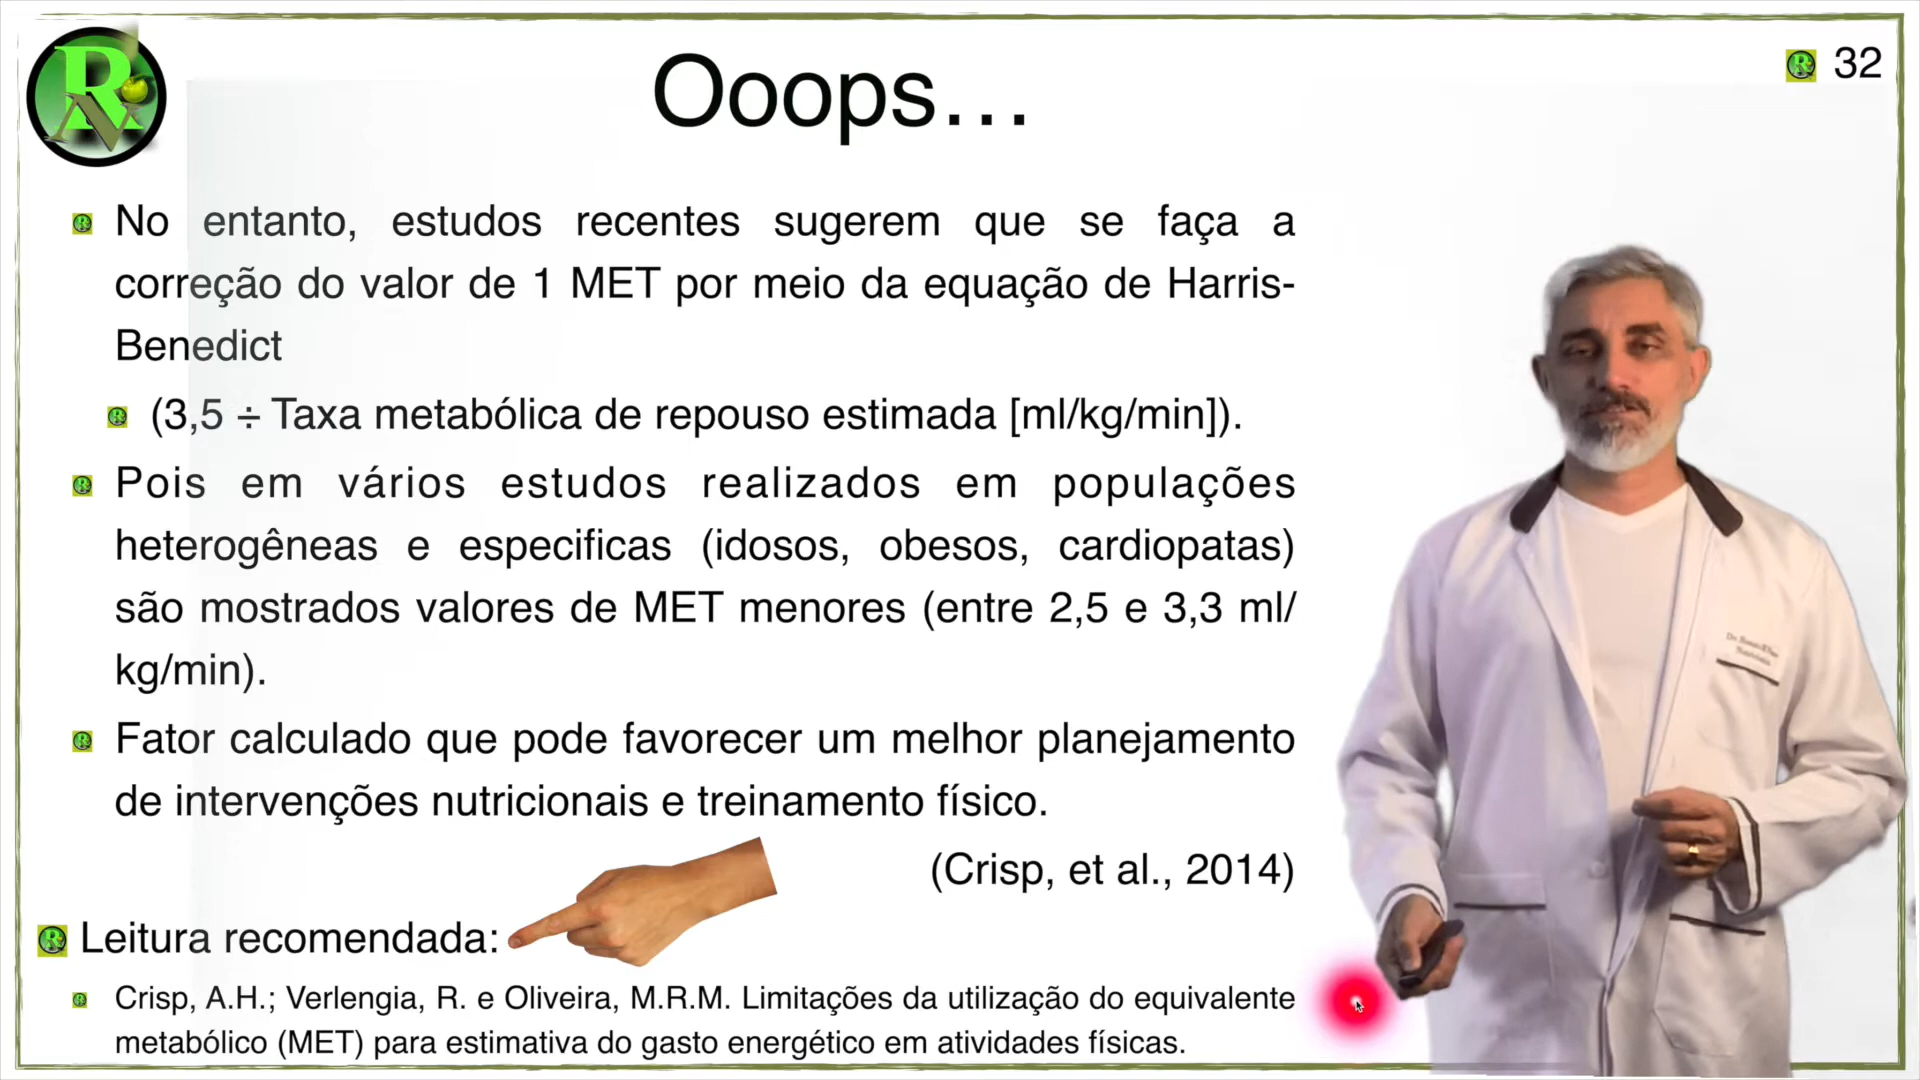 Ooops…
32
No entanto, estudos recentes sugerem que se faça a
correção do valor de 1 MET por meio da equação de Harris-
Benedict
(3,5 ÷ Taxa metabólica de repouso estimada [ml/kg/min]).
Pois em vários estudos realizados em populações
heterogêneas e especificas (idosos, obesos, cardiopatas)
são mostrados valores de MET menores (entre 2,5 e 3,3 ml/
kg/min).
Fator calculado que pode favorecer um melhor planejamento
de intervenções nutricionais e treinamento físico.
(Crisp, et al., 2014)
Leitura recomendada:
Crisp, A.H.; Verlengia, R. e Oliveira, M.R.M. Limitações da utilização do equivalente
metabólico (MET) para estimativa do gasto energético em atividades físicas.